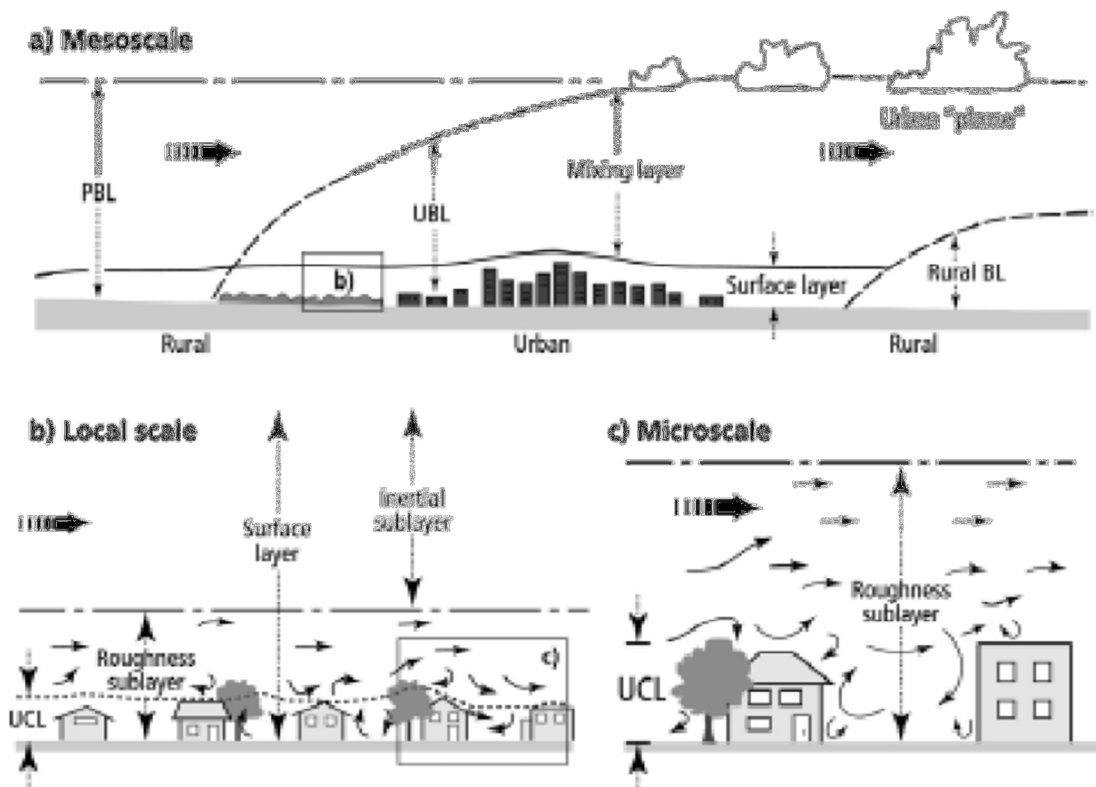 a) Mesoscale
Urban "plume"
PBL
UBL
Mixing layer
b)
Surface layer
Rural BL
Rural
Urban
Rural
b) Local scale
Surface
layer
Inertial
sublayer
Roughness
sublayer
c)
UCL
c) Microscale
Roughness
sublayer
UCL